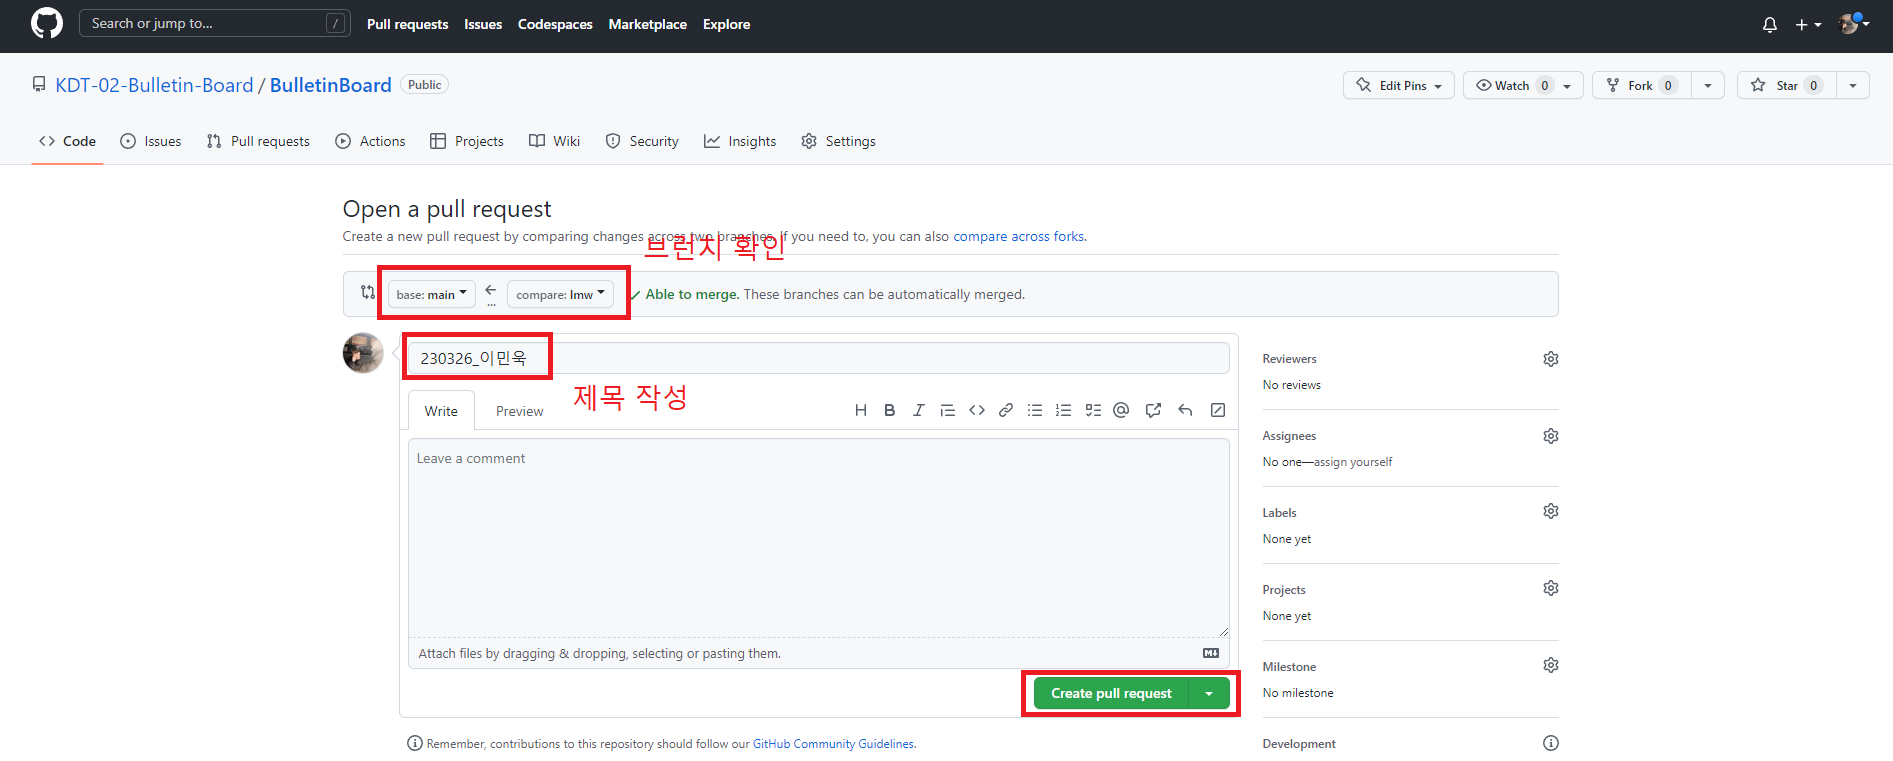 Search or jump to... /
Pull requests Issues Codespaces Marketplace Explore
KDT-02-Bulletin-Board / BulletinBoard Public
Edit Pins Watch 0 Fork 0 Star 0
Code Issues Pull requests Actions Projects Wiki Security Insights Settings
Open a pull request
Create a new pull request by comparing changes across two branches. If you need to, you can also compare across forks.
브런치 확인
base: main ← compare: lmw ✓ Able to merge. These branches can be automatically merged.
...
230326_이민욱
제목 작성
Write Preview
H B I
Leave a comment
Attach files by dragging & dropping, selecting or pasting them.
Create pull request
Remember, contributions to this repository should follow our GitHub Community Guidelines.
Reviewers
No reviews
Assignees
No one—assign yourself
Labels
None yet
Projects
None yet
Milestone
No milestone
Development